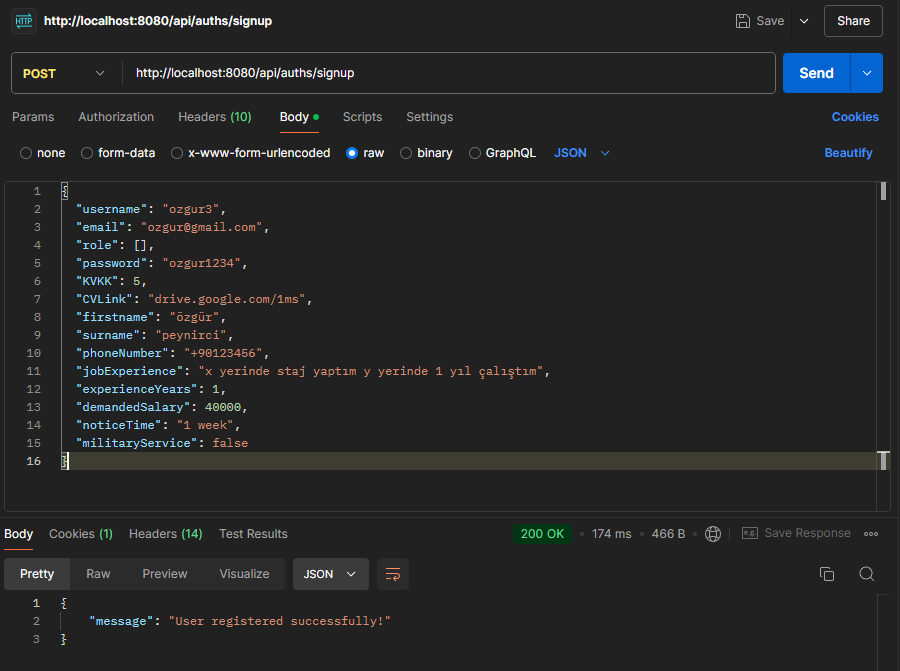 HTTP http://localhost:8080/api/auths/signup Save Share
POST http://localhost:8080/api/auths/signup Send
Params Authorization Headers (10) Body Scripts Settings Cookies
none form-data x-www-form-urlencoded raw binary GraphQL JSON Beautify
1 {
2 "username": "ozgur3",
3 "email": "ozgur@gmail.com",
4 "role": [],
5 "password": "ozgur1234",
6 "KVKK": 5,
7 "CVLink": "drive.google.com/1ms",
8 "firstname": "özgür",
9 "surname": "peynirci",
10 "phoneNumber": "+90123456",
11 "jobExperience": "x yerinde staj yaptım y yerinde 1 yıl çalıştım",
12 "experienceYears": 1,
13 "demandedSalary": 40000,
14 "noticeTime": "1 week",
15 "militaryService": false
16 }
Body Cookies (1) Headers (14) Test Results 200 OK • 174 ms • 466 B • e.g. Save Response
Pretty Raw Preview Visualize JSON
1 {
2 "message": "User registered successfully!"
3 }